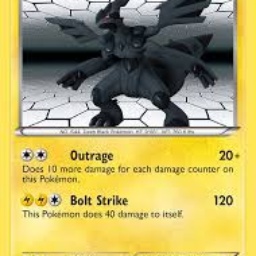 Outrage 20+
Does 10 more damage for each damage counter on
this Pokémon.
Bolt Strike 120
This Pokémon does 40 damage to itself.